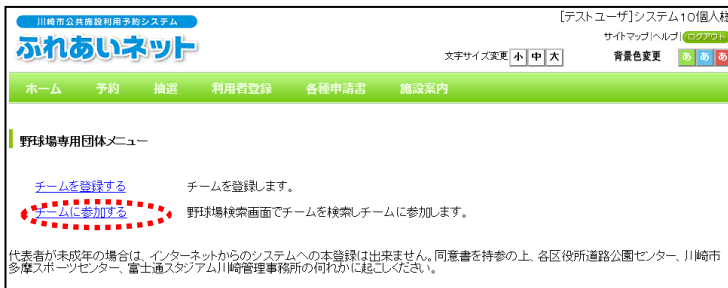 川崎市公共施設利用予約システム
ふれあいネット
[テストユーザ]システム10個人様
サイトマップ|ヘルプ|ログアウト
文字サイズ変更 小 中 大 背景色変更 あ あ あ
ホーム 予約 抽選 利用者登録 各種申請書 施設案内
野球場専用団体メニュー
チームを登録する チームを登録します。
チームに参加する 野球場検索画面でチームを検索しチームに参加します。
代表者が未成年の場合は、インターネットからのシステムへの本登録は出来ません。同意書を持参の上、各区役所道路公園センター、川崎市
多摩スポーツセンター、富士通スタジアム川崎管理事務所の何れかに起こしください。